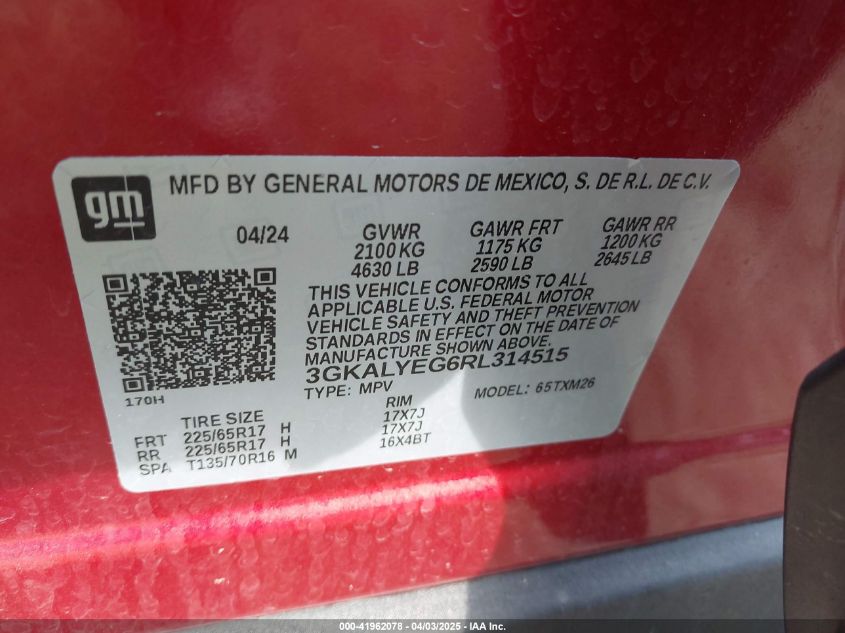 gm
MFD BY GENERAL MOTORS DE MEXICO, S. DE R.L. DE C.V.
04/24 GVWR GAWR FRT GAWR RR
2100 KG 1175 KG 1200 KG
4630 LB 2590 LB 2645 LB
THIS VEHICLE CONFORMS TO ALL
APPLICABLE U.S. FEDERAL MOTOR
VEHICLE SAFETY AND THEFT PREVENTION
STANDARDS IN EFFECT ON THE DATE OF
MANUFACTURE SHOWN ABOVE.
3GKALYEG6RL314515
170H
TYPE: MPV MODEL: 65TXM26
TIRE SIZE RIM
FRT 225/65R17 H 17X7J
RR 225/65R17 H 17X7J
SPA T135/70R16 M 16X4BT
000-41962078 - 04/03/2025 - IAA Inc.